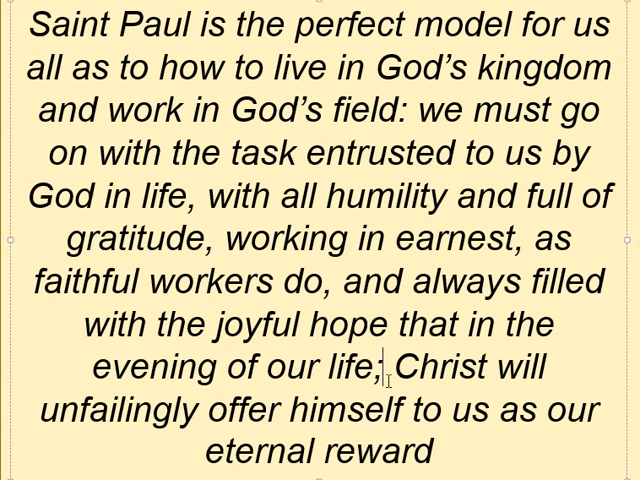 Saint Paul is the perfect model for us
all as to how to live in God’s kingdom
and work in God’s field: we must go
on with the task entrusted to us by
God in life, with all humility and full of
gratitude, working in earnest, as
faithful workers do, and always filled
with the joyful hope that in the
evening of our life; Christ will
unfailingly offer himself to us as our
eternal reward